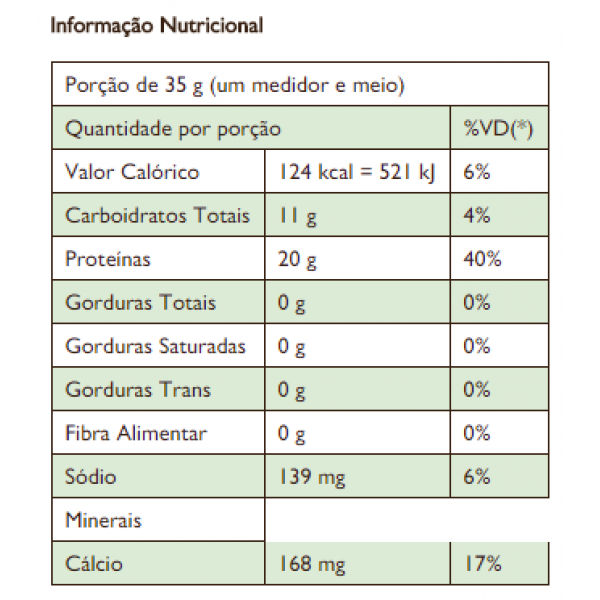 Informação Nutricional
Porção de 35 g (um medidor e meio)
Quantidade por porção %VD(*)
Valor Calórico 124 kcal = 521 kJ 6%
Carboidratos Totais 11 g 4%
Proteínas 20 g 40%
Gorduras Totais 0 g 0%
Gorduras Saturadas 0 g 0%
Gorduras Trans 0 g 0%
Fibra Alimentar 0 g 0%
Sódio 139 mg 6%
Minerais
Cálcio 168 mg 17%